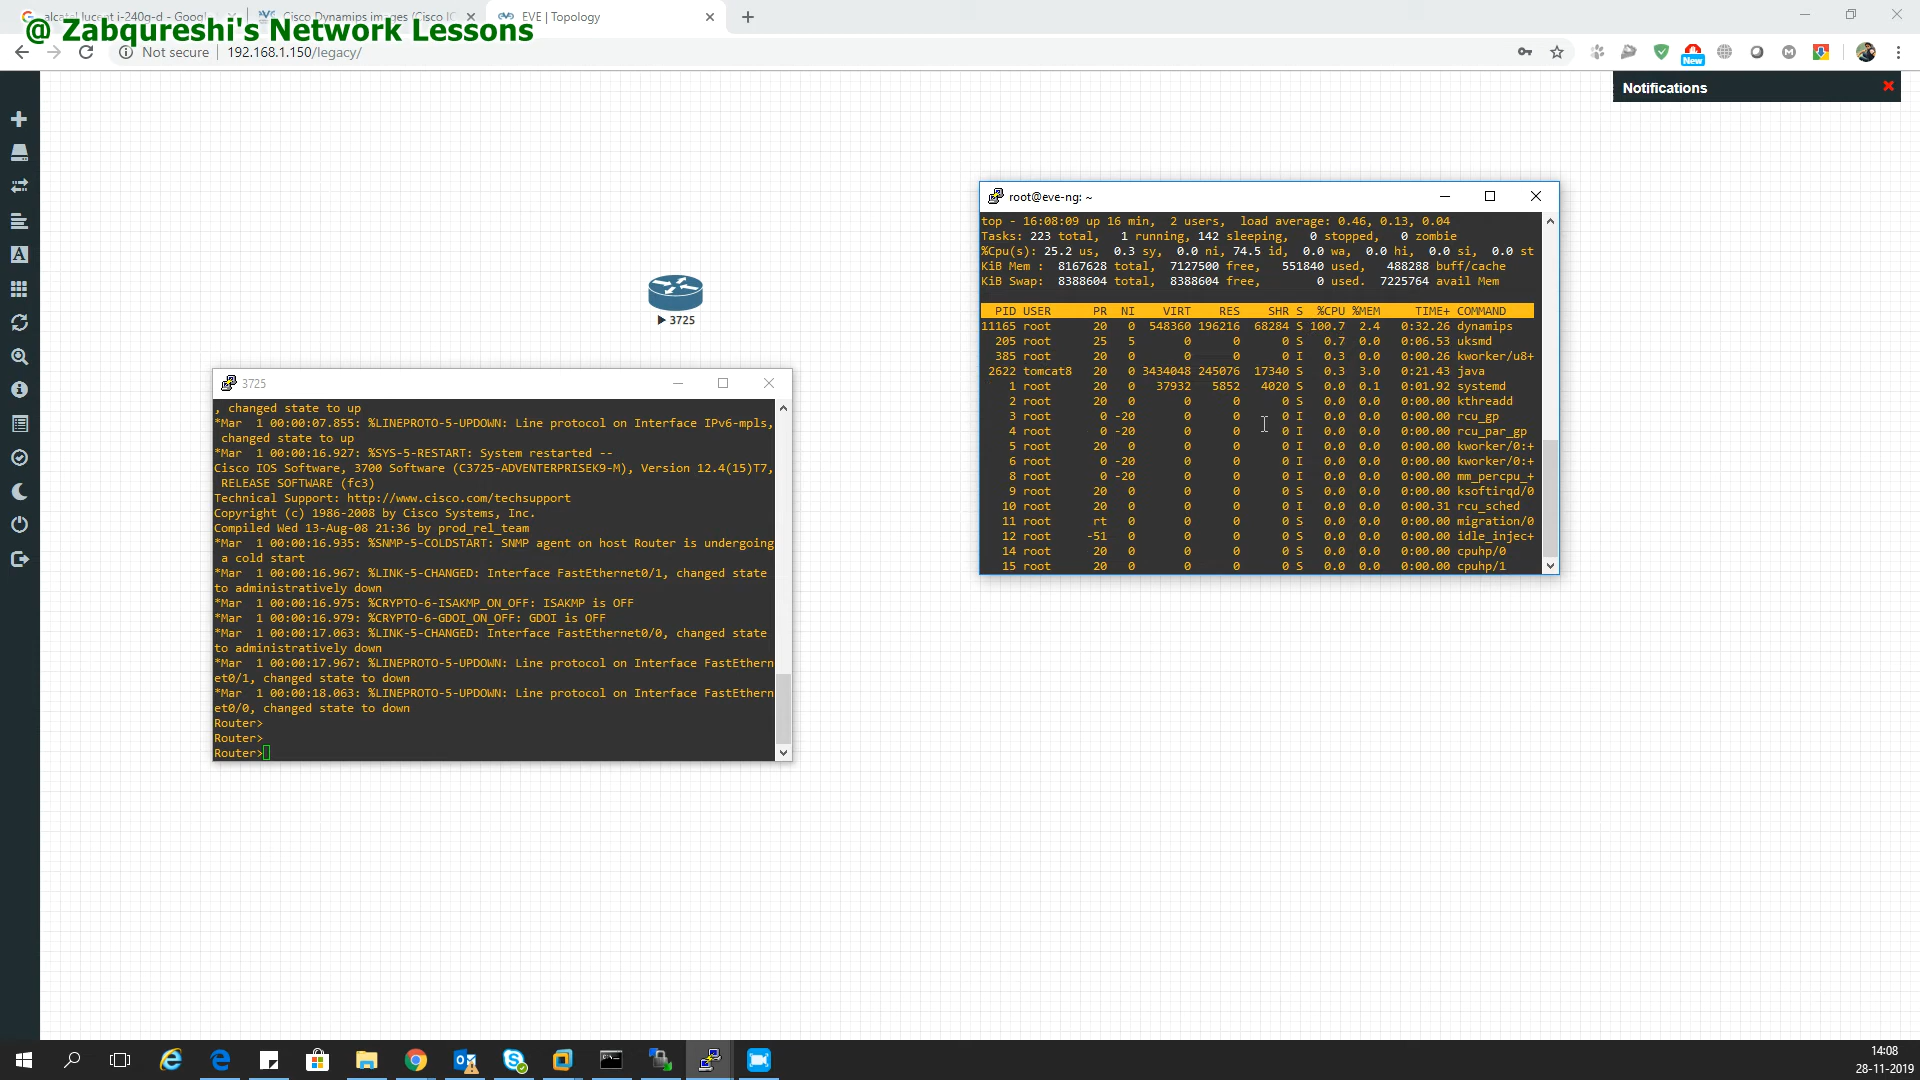 alcatel lucent i-240g-d - Googl
Cisco Dynamips images (Cisco IC
EVE | Topology
@ Zabqureshi's Network Lessons
Not secure
192.168.1.150/legacy/
New
Notifications
root@eve-ng: ~
top - 16:08:09 up 16 min,  2 users,  load average: 0.46, 0.13, 0.04
Tasks: 223 total,   1 running, 142 sleeping,   0 stopped,   0 zombie
%Cpu(s): 25.2 us,  0.3 sy,  0.0 ni, 74.5 id,  0.0 wa,  0.0 hi,  0.0 si,  0.0 st
KiB Mem :  8167628 total,  7127500 free,   551840 used,   488288 buff/cache
KiB Swap:  8388604 total,  8388604 free,        0 used.  7225764 avail Mem
PID USER      PR  NI    VIRT    RES    SHR S  %CPU %MEM     TIME+ COMMAND
11165 root      20   0  548360 196216  68284 S 100.7  2.4   0:32.26 dynamips
205 root      25   5       0      0      0 S   0.7  0.0   0:06.53 uksmd
385 root      20   0       0      0      0 I   0.3  0.0   0:00.26 kworker/u8+
2622 tomcat8   20   0 3434048 245076  17340 S   0.3  3.0   0:21.43 java
1 root      20   0   37932   5852   4020 S   0.0  0.1   0:01.92 systemd
2 root      20   0       0      0      0 S   0.0  0.0   0:00.00 kthreadd
3 root       0 -20       0      0      0 I   0.0  0.0   0:00.00 rcu_gp
4 root       0 -20       0      0      0 I   0.0  0.0   0:00.00 rcu_par_gp
5 root      20   0       0      0      0 I   0.0  0.0   0:00.00 kworker/0:+
6 root       0 -20       0      0      0 I   0.0  0.0   0:00.00 kworker/0:+
8 root       0 -20       0      0      0 I   0.0  0.0   0:00.00 mm_percpu_+
9 root      20   0       0      0      0 S   0.0  0.0   0:00.00 ksoftirqd/0
10 root      20   0       0      0      0 I   0.0  0.0   0:00.31 rcu_sched
11 root      rt   0       0      0      0 S   0.0  0.0   0:00.00 migration/0
12 root     -51   0       0      0      0 S   0.0  0.0   0:00.00 idle_injec+
14 root      20   0       0      0      0 S   0.0  0.0   0:00.00 cpuhp/0
15 root      20   0       0      0      0 S   0.0  0.0   0:00.00 cpuhp/1
3725
3725
, changed state to up
*Mar  1 00:00:07.855: %LINEPROTO-5-UPDOWN: Line protocol on Interface IPv6-mpls,
changed state to up
*Mar  1 00:00:16.927: %SYS-5-RESTART: System restarted --
Cisco IOS Software, 3700 Software (C3725-ADVENTERPRISEK9-M), Version 12.4(15)T7,
RELEASE SOFTWARE (fc3)
Technical Support: http://www.cisco.com/techsupport
Copyright (c) 1986-2008 by Cisco Systems, Inc.
Compiled Wed 13-Aug-08 21:36 by prod_rel_team
*Mar  1 00:00:16.935: %SNMP-5-COLDSTART: SNMP agent on host Router is undergoing
a cold start
*Mar  1 00:00:16.967: %LINK-5-CHANGED: Interface FastEthernet0/1, changed state
to administratively down
*Mar  1 00:00:16.975: %CRYPTO-6-ISAKMP_ON_OFF: ISAKMP is OFF
*Mar  1 00:00:16.979: %CRYPTO-6-GDOI_ON_OFF: GDOI is OFF
*Mar  1 00:00:17.063: %LINK-5-CHANGED: Interface FastEthernet0/0, changed state
to administratively down
*Mar  1 00:00:17.967: %LINEPROTO-5-UPDOWN: Line protocol on Interface FastEthern
et0/1, changed state to down
*Mar  1 00:00:18.063: %LINEPROTO-5-UPDOWN: Line protocol on Interface FastEthern
et0/0, changed state to down
Router>
Router>
Router>
14:08
28-11-2019